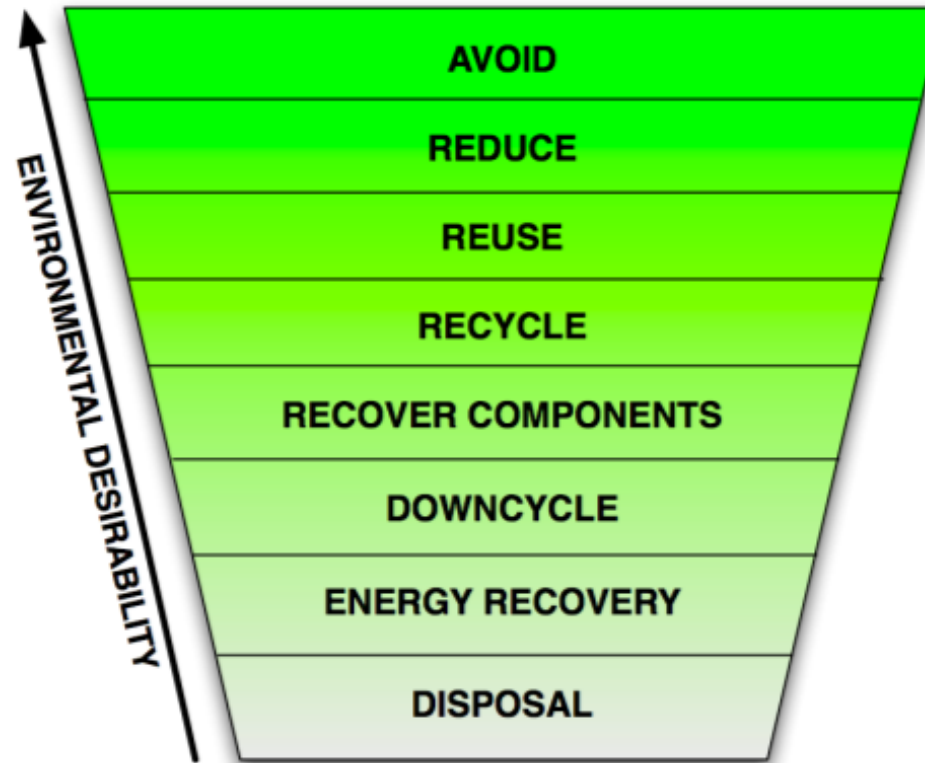 AVOID
REDUCE
REUSE
RECYCLE
RECOVER COMPONENTS
DOWNCYCLE
ENERGY RECOVERY
DISPOSAL
ENVIRONMENTAL DESIRABILITY